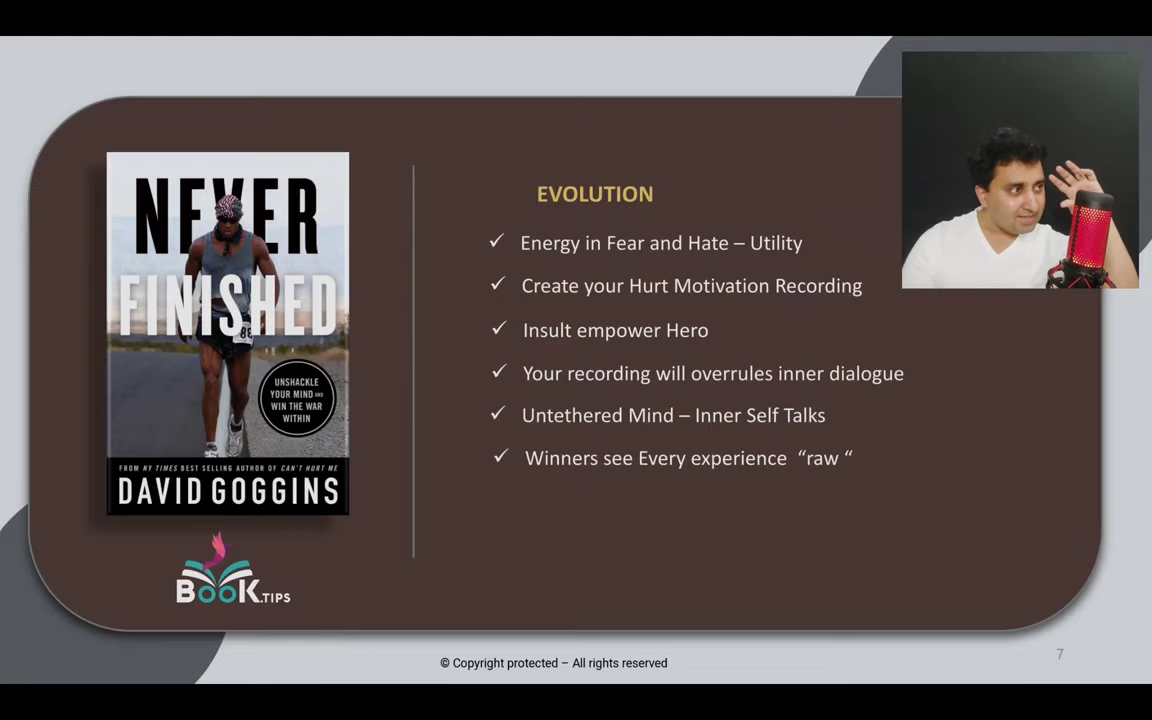 NEVER
FINISHED
88
UNSHACKLE
YOUR MIND AND
WIN THE WAR
WITHIN
FROM NY TIMES BEST SELLING AUTHOR OF CAN'T HURT ME
DAVID GOGGINS
BOOK.TIPS
EVOLUTION
✓ Energy in Fear and Hate – Utility
✓ Create your Hurt Motivation Recording
✓ Insult empower Hero
✓ Your recording will overrules inner dialogue
✓ Untethered Mind – Inner Self Talks
✓ Winners see Every experience “raw “
© Copyright protected – All rights reserved
7